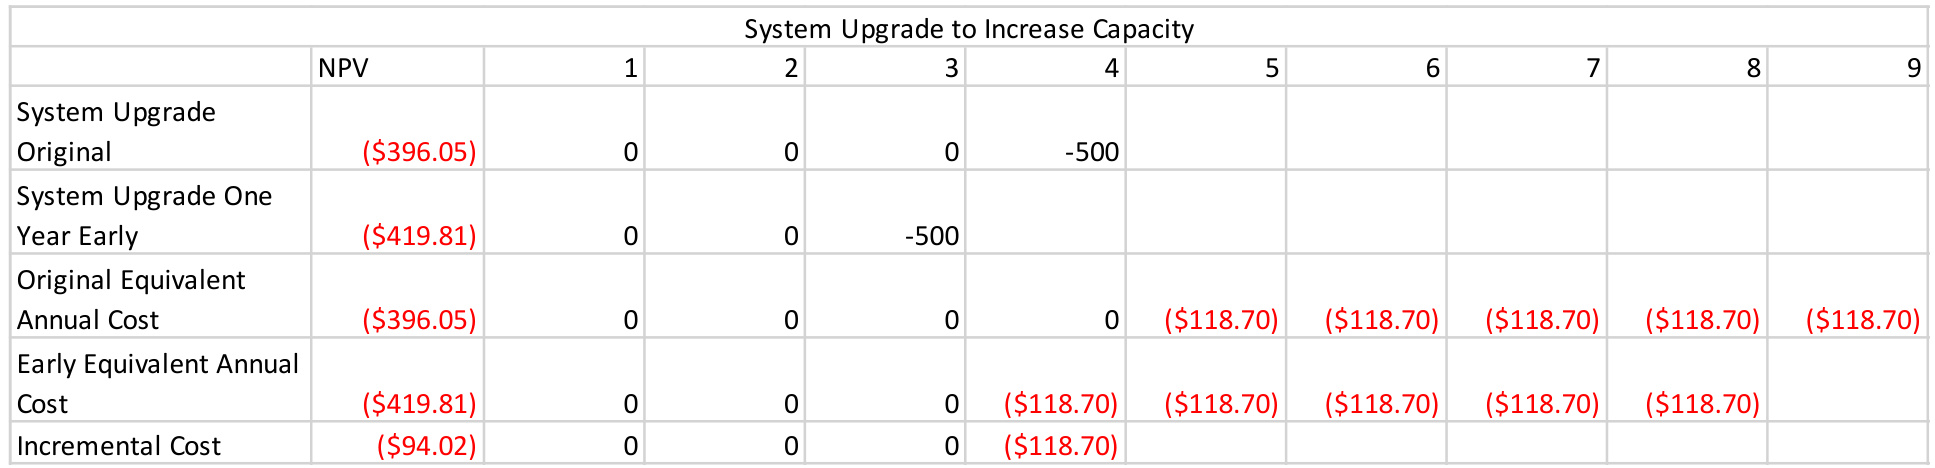 System Upgrade to Increase Capacity
NPV 1 2 3 4 5 6 7 8 9
System Upgrade
Original ($396.05) 0 0 0 -500
System Upgrade One
Year Early ($419.81) 0 0 -500
Original Equivalent
Annual Cost ($396.05) 0 0 0 0 ($118.70) ($118.70) ($118.70) ($118.70) ($118.70)
Early Equivalent Annual
Cost ($419.81) 0 0 0 ($118.70) ($118.70) ($118.70) ($118.70) ($118.70)
Incremental Cost ($94.02) 0 0 0 ($118.70)